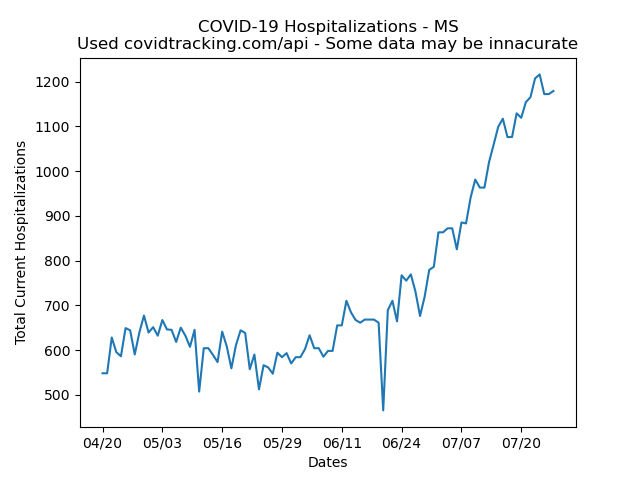 COVID-19 Hospitalizations - MS
Used covidtracking.com/api - Some data may be innacurate
1200
1100
1000
900
800
700
600
500
Total Current Hospitalizations
04/20 05/03 05/16 05/29 06/11 06/24 07/07 07/20
Dates